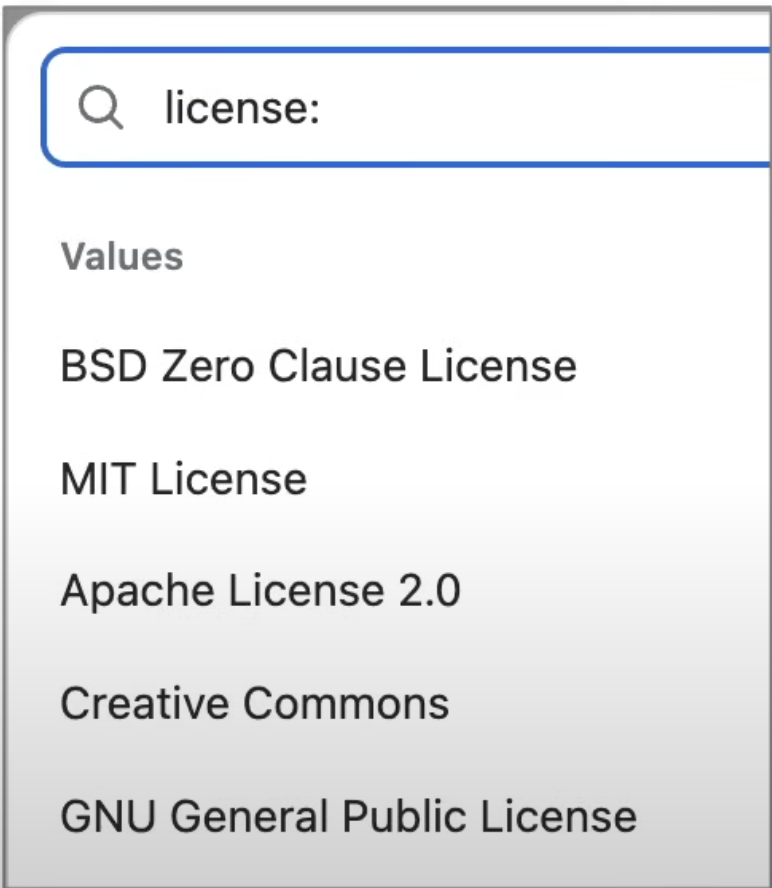 license:
Values
BSD Zero Clause License
MIT License
Apache License 2.0
Creative Commons
GNU General Public License